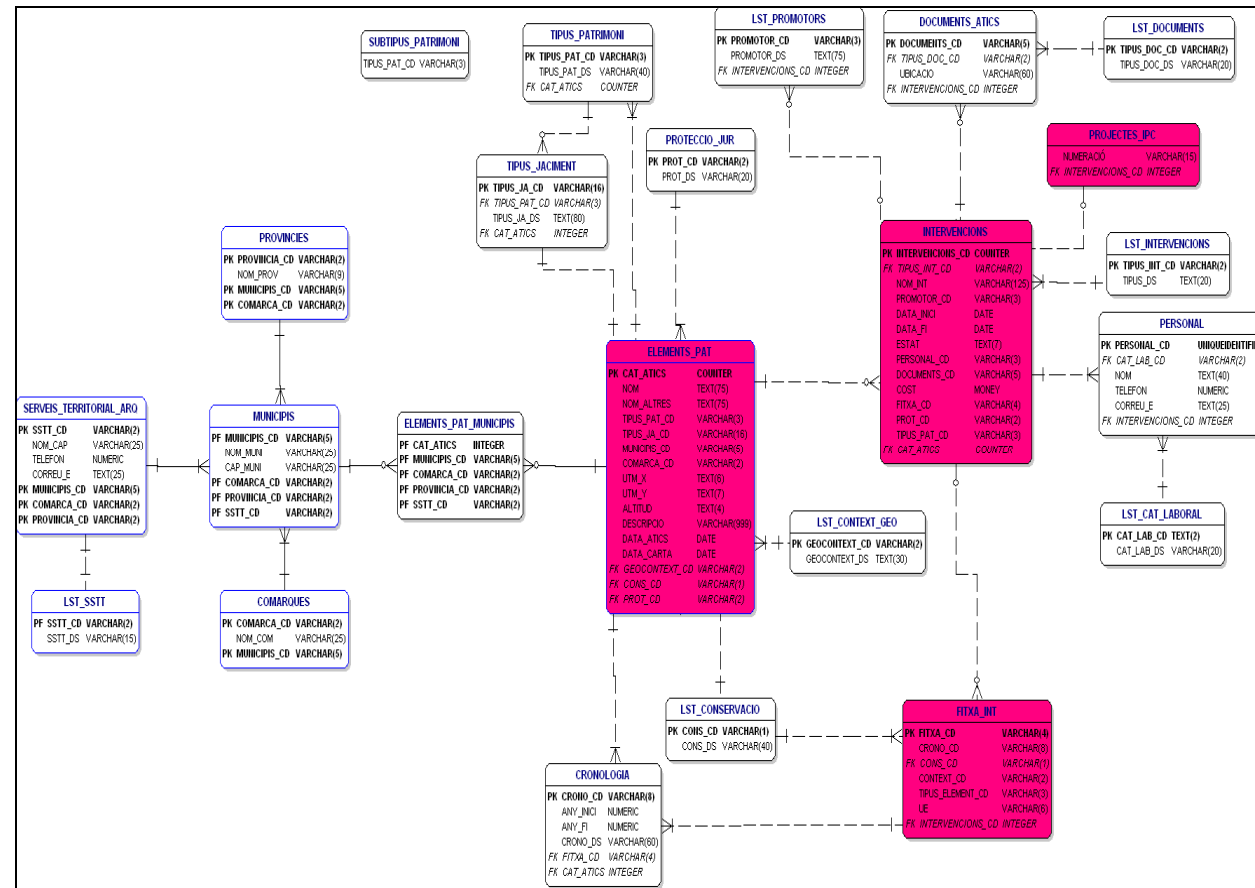 SUBTIPUS_PATRIMONI
TIPUS_PAT_CD VARCHAR(3)
TIPUS_PATRIMONI
PK TIPUS_PAT_CD VARCHAR(3)
TIPUS_PAT_DS VARCHAR(40)
FK CAT_ATICS COUNTER
LST_PROMOTORS
PK PROMOTOR_CD VARCHAR(3)
PROMOTOR_DS TEXT(75)
FK INTERVENCIONS_CD INTEGER
DOCUMENTS_ATICS
PK DOCUMENTS_CD VARCHAR(5)
FK TIPUS_DOC_CD VARCHAR(2)
UBICACIO VARCHAR(60)
FK INTERVENCIONS_CD INTEGER
LST_DOCUMENTS
PK TIPUS_DOC_CD VARCHAR(2)
TIPUS_DOC_DS VARCHAR(20)
PROJECTES_IPC
NUMERACIÓ VARCHAR(15)
FK INTERVENCIONS_CD INTEGER
PROTECCIO_JUR
PK PROT_CD VARCHAR(2)
PROT_DS VARCHAR(20)
TIPUS_JACIMENT
PK TIPUS_JA_CD VARCHAR(16)
FK TIPUS_PAT_CD VARCHAR(3)
TIPUS_JA_DS TEXT(80)
FK CAT_ATICS INTEGER
PROVINCIES
PK PROVINCIA_CD VARCHAR(2)
NOM_PROV VARCHAR(9)
PK MUNICIPIS_CD VARCHAR(5)
PK COMARCA_CD VARCHAR(2)
INTERVENCIONS
PK INTERVENCIONS_CD COUNTER
FK TIPUS_INT_CD VARCHAR(2)
NOM_INT VARCHAR(125)
PROMOTOR_CD VARCHAR(3)
DATA_INICI DATE
DATA_FI DATE
ESTAT TEXT(7)
PERSONAL_CD VARCHAR(3)
DOCUMENTS_CD VARCHAR(5)
COST MONEY
FITXA_CD VARCHAR(4)
PROT_CD VARCHAR(2)
TIPUS_PAT_CD VARCHAR(3)
FK CAT_ATICS COUNTER
LST_INTERVENCIONS
PK TIPUS_INT_CD VARCHAR(2)
TIPUS_DS TEXT(20)
PERSONAL
PK PERSONAL_CD UNIQUEIDENTIFI
FK CAT_LAB_CD VARCHAR(2)
NOM TEXT(40)
TELEFON NUMERIC
CORREU_E TEXT(25)
FK INTERVENCIONS_CD INTEGER
ELEMENTS_PAT
PK CAT_ATICS COUNTER
NOM TEXT(75)
NOM_ALTRES TEXT(75)
TIPUS_PAT_CD VARCHAR(3)
TIPUS_JA_CD VARCHAR(16)
MUNICIPIS_CD VARCHAR(6)
COMARCA_CD VARCHAR(2)
UTM_X TEXT(6)
UTM_Y TEXT(7)
ALTITUD TEXT(4)
DESCRIPCIO VARCHAR(999)
DATA_ATICS DATE
DATA_CARTA DATE
FK GEOCONTEXT_CD VARCHAR(2)
FK CONS_CD VARCHAR(1)
FK PROT_CD VARCHAR(2)
SERVEIS_TERRITORIAL_ARQ
PK SSTT_CD VARCHAR(2)
NOM_CAP VARCHAR(25)
TELEFON NUMERIC
CORREU_E TEXT(25)
PK MUNICIPIS_CD VARCHAR(5)
PK COMARCA_CD VARCHAR(2)
PK PROVINCIA_CD VARCHAR(2)
MUNICIPIS
PF MUNICIPIS_CD VARCHAR(5)
NOM_MUNI VARCHAR(25)
CAP_MUNI VARCHAR(25)
PF COMARCA_CD VARCHAR(2)
PF PROVINCIA_CD VARCHAR(2)
PF SSTT_CD VARCHAR(2)
ELEMENTS_PAT_MUNICIPIS
PF CAT_ATICS INTEGER
PF MUNICIPIS_CD VARCHAR(5)
PF COMARCA_CD VARCHAR(2)
PF PROVINCIA_CD VARCHAR(2)
PF SSTT_CD VARCHAR(2)
LST_CONTEXT_GEO
PK GEOCONTEXT_CD VARCHAR(2)
GEOCONTEXT_DS TEXT(30)
LST_CAT_LABORAL
PK CAT_LAB_CD TEXT(2)
CAT_LAB_DS VARCHAR(20)
LST_SSTT
PF SSTT_CD VARCHAR(2)
SSTT_DS VARCHAR(15)
COMARQUES
PK COMARCA_CD VARCHAR(2)
NOM_COM VARCHAR(25)
PK MUNICIPIS_CD VARCHAR(5)
LST_CONSERVACIO
PK CONS_CD VARCHAR(1)
CONS_DS VARCHAR(40)
FITXA_INT
PK FITXA_CD VARCHAR(4)
CRONO_CD VARCHAR(8)
FK CONS_CD VARCHAR(1)
CONTEXT_CD VARCHAR(2)
TIPUS_ELEMENT_CD VARCHAR(3)
UE VARCHAR(6)
FK INTERVENCIONS_CD INTEGER
CRONOLOGIA
PK CRONO_CD VARCHAR(8)
ANY_INICI NUMERIC
ANY_FI NUMERIC
CRONO_DS VARCHAR(60)
FK FITXA_CD VARCHAR(4)
FK CAT_ATICS INTEGER